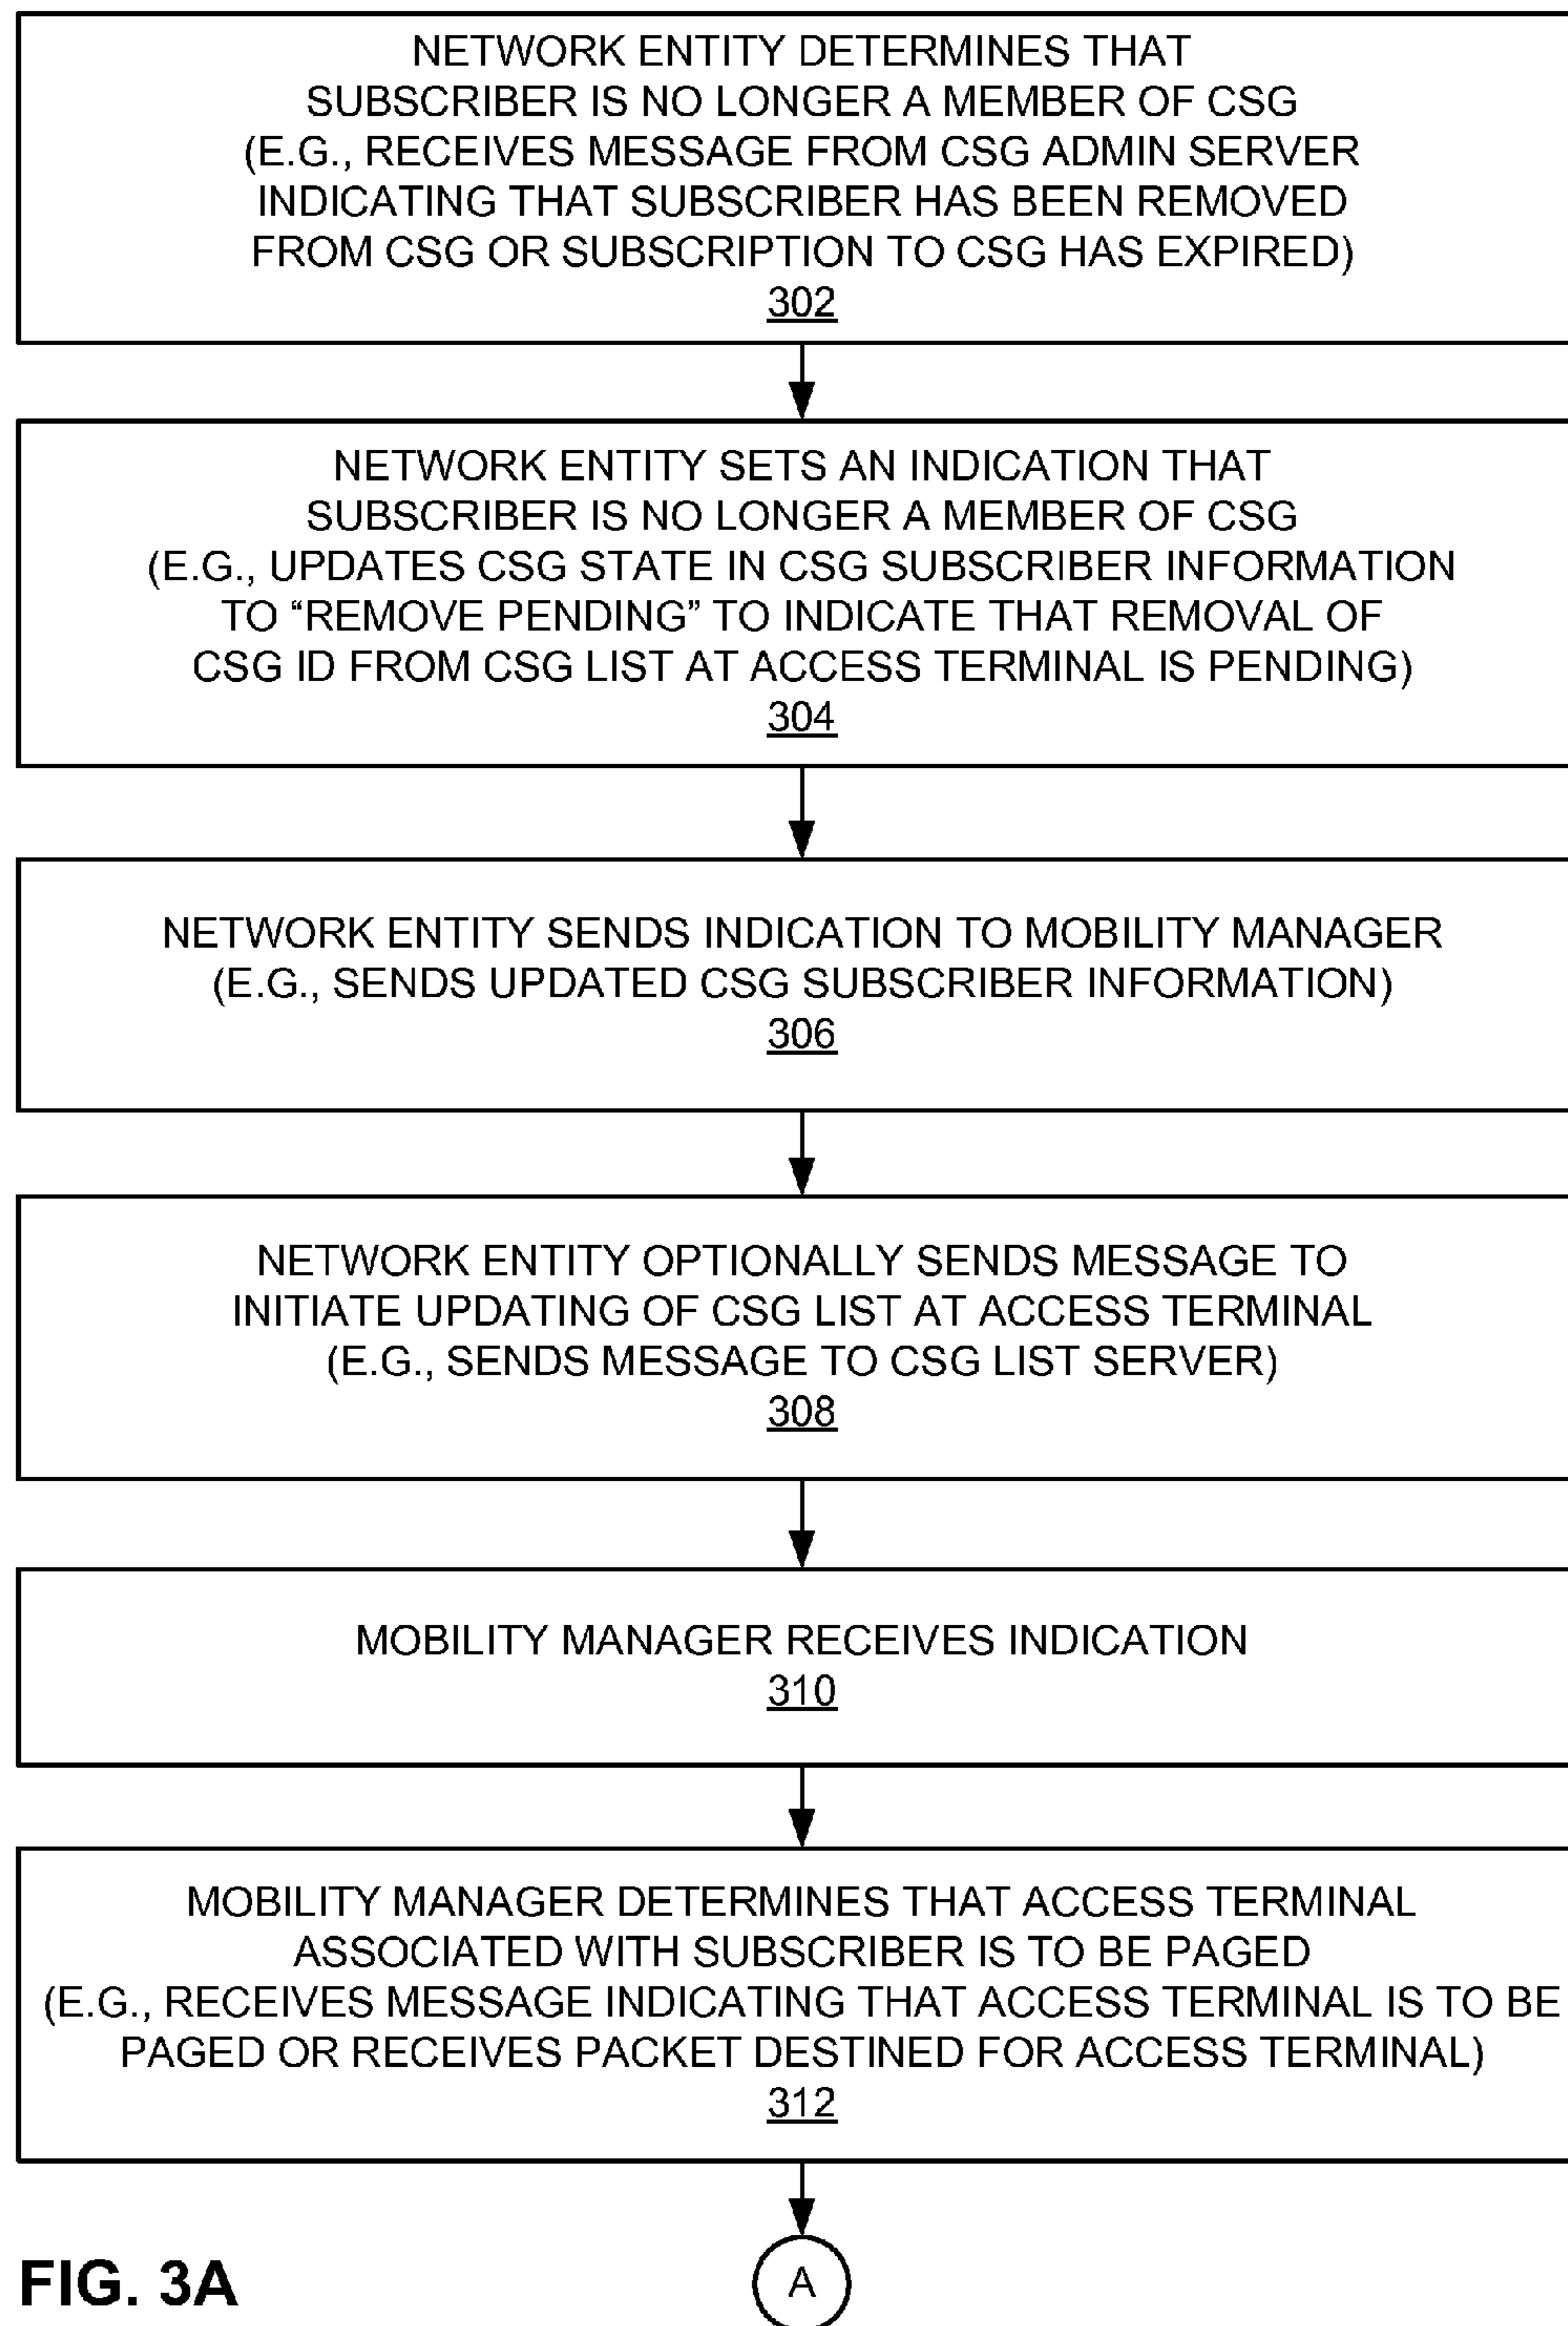 NETWORK ENTITY DETERMINES THAT
SUBSCRIBER IS NO LONGER A MEMBER OF CSG
(E.G., RECEIVES MESSAGE FROM CSG ADMIN SERVER
INDICATING THAT SUBSCRIBER HAS BEEN REMOVED
FROM CSG OR SUBSCRIPTION TO CSG HAS EXPIRED)
302
NETWORK ENTITY SETS AN INDICATION THAT
SUBSCRIBER IS NO LONGER A MEMBER OF CSG
(E.G., UPDATES CSG STATE IN CSG SUBSCRIBER INFORMATION
TO “REMOVE PENDING” TO INDICATE THAT REMOVAL OF
CSG ID FROM CSG LIST AT ACCESS TERMINAL IS PENDING)
304
NETWORK ENTITY SENDS INDICATION TO MOBILITY MANAGER
(E.G., SENDS UPDATED CSG SUBSCRIBER INFORMATION)
306
NETWORK ENTITY OPTIONALLY SENDS MESSAGE TO
INITIATE UPDATING OF CSG LIST AT ACCESS TERMINAL
(E.G., SENDS MESSAGE TO CSG LIST SERVER)
308
MOBILITY MANAGER RECEIVES INDICATION
310
MOBILITY MANAGER DETERMINES THAT ACCESS TERMINAL
ASSOCIATED WITH SUBSCRIBER IS TO BE PAGED
(E.G., RECEIVES MESSAGE INDICATING THAT ACCESS TERMINAL IS TO BE
PAGED OR RECEIVES PACKET DESTINED FOR ACCESS TERMINAL)
312
A
FIG. 3A